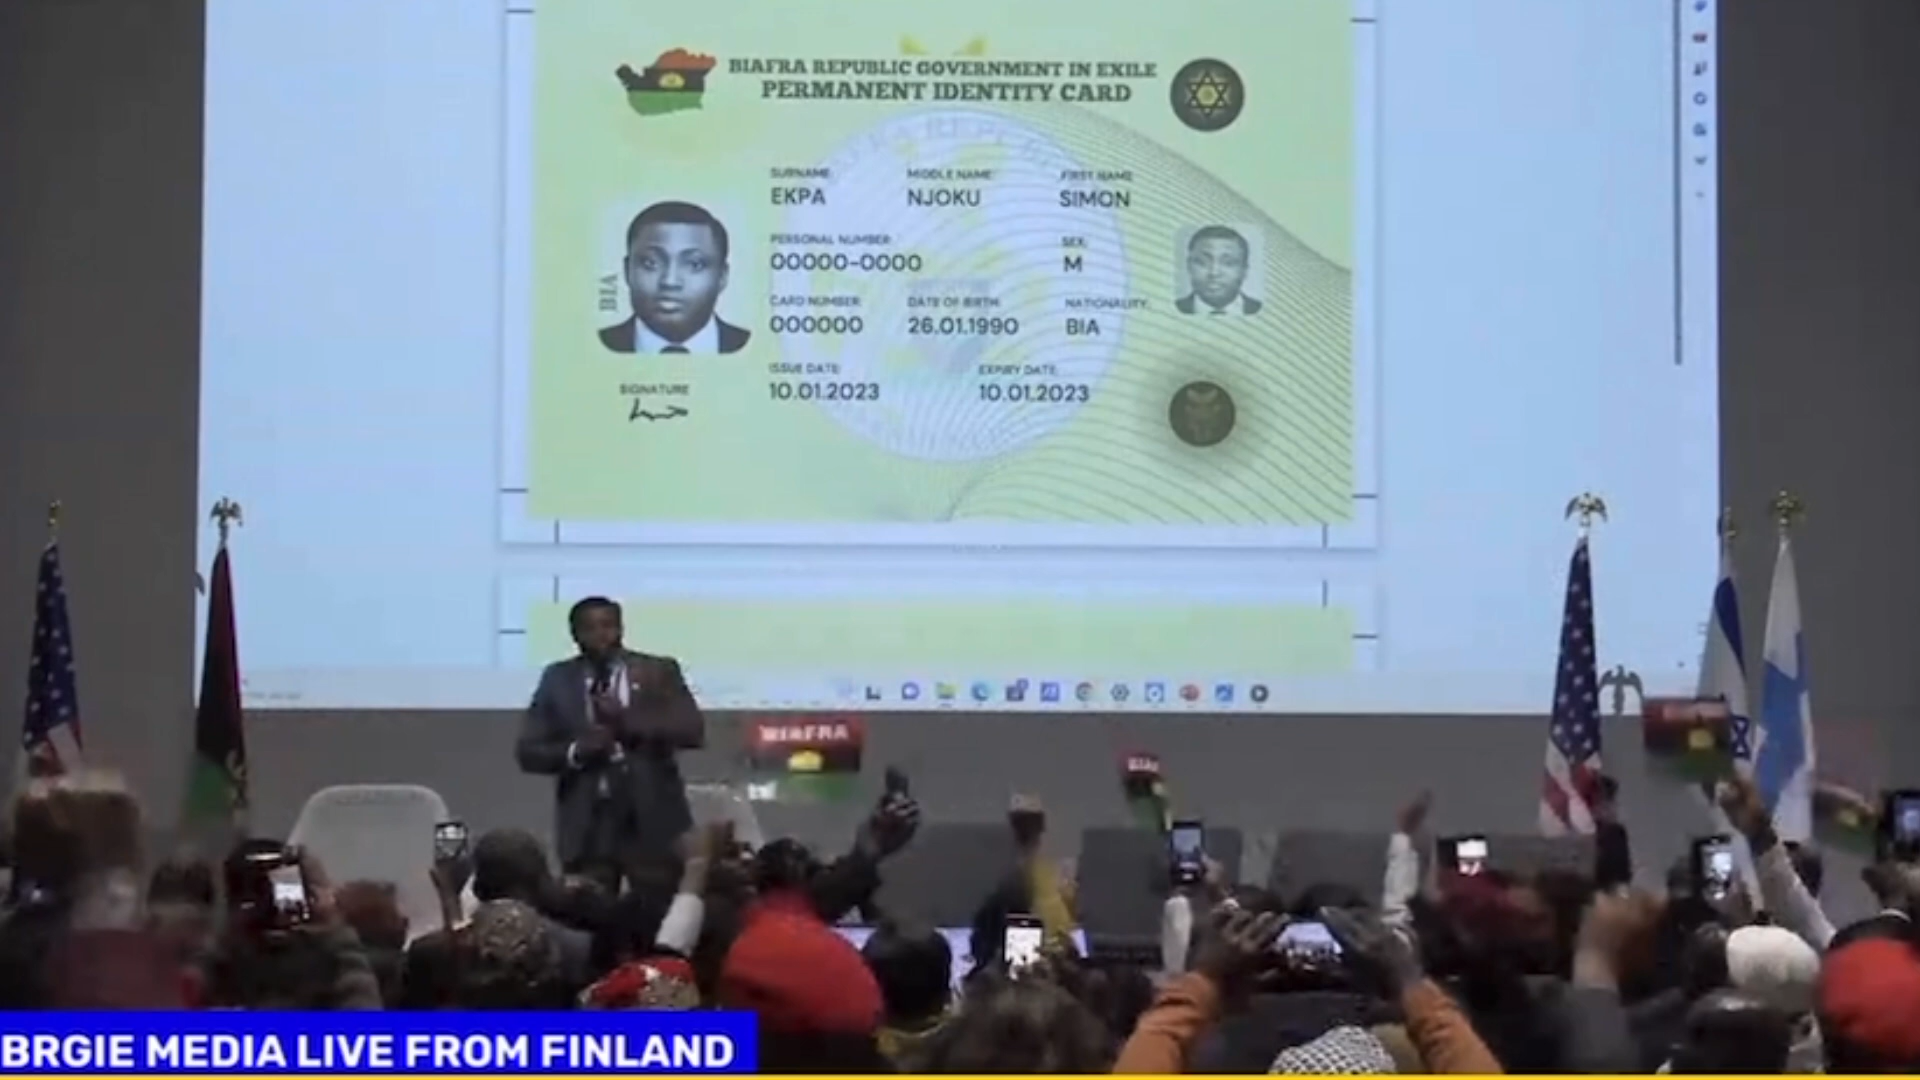 BIAFRA REPUBLIC GOVERNMENT IN EXILE
PERMANENT IDENTITY CARD
SURNAME: MIDDLE NAME: FIRST NAME:
EKPA NJOKU SIMON
PERSONAL NUMBER: SEX:
00000-0000 M
CARD NUMBER: DATE OF BIRTH: NATIONALITY:
000000 26.01.1990 BIA
BIA
ISSUE DATE: EXPIRY DATE:
10.01.2023 10.01.2023
SIGNATURE
BIAFRA
BRGIE MEDIA LIVE FROM FINLAND